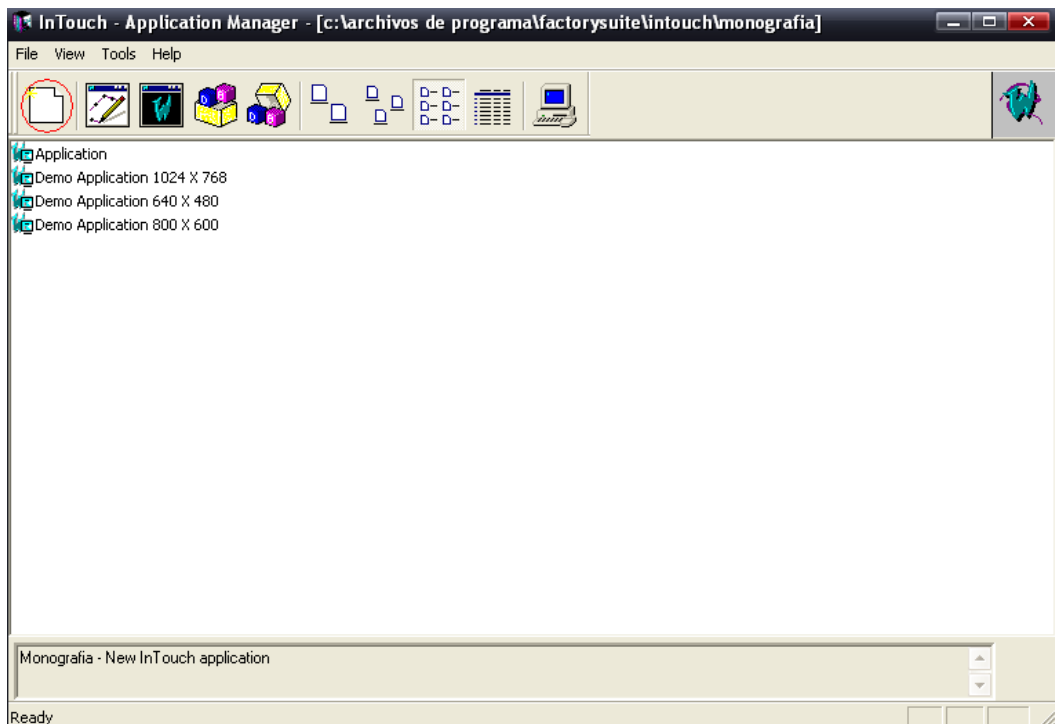 InTouch - Application Manager - [c:\archivos de programa\factorysuite\intouch\monografia]
File View Tools Help
Application
Demo Application 1024 X 768
Demo Application 640 X 480
Demo Application 800 X 600
Monografia - New InTouch application
Ready